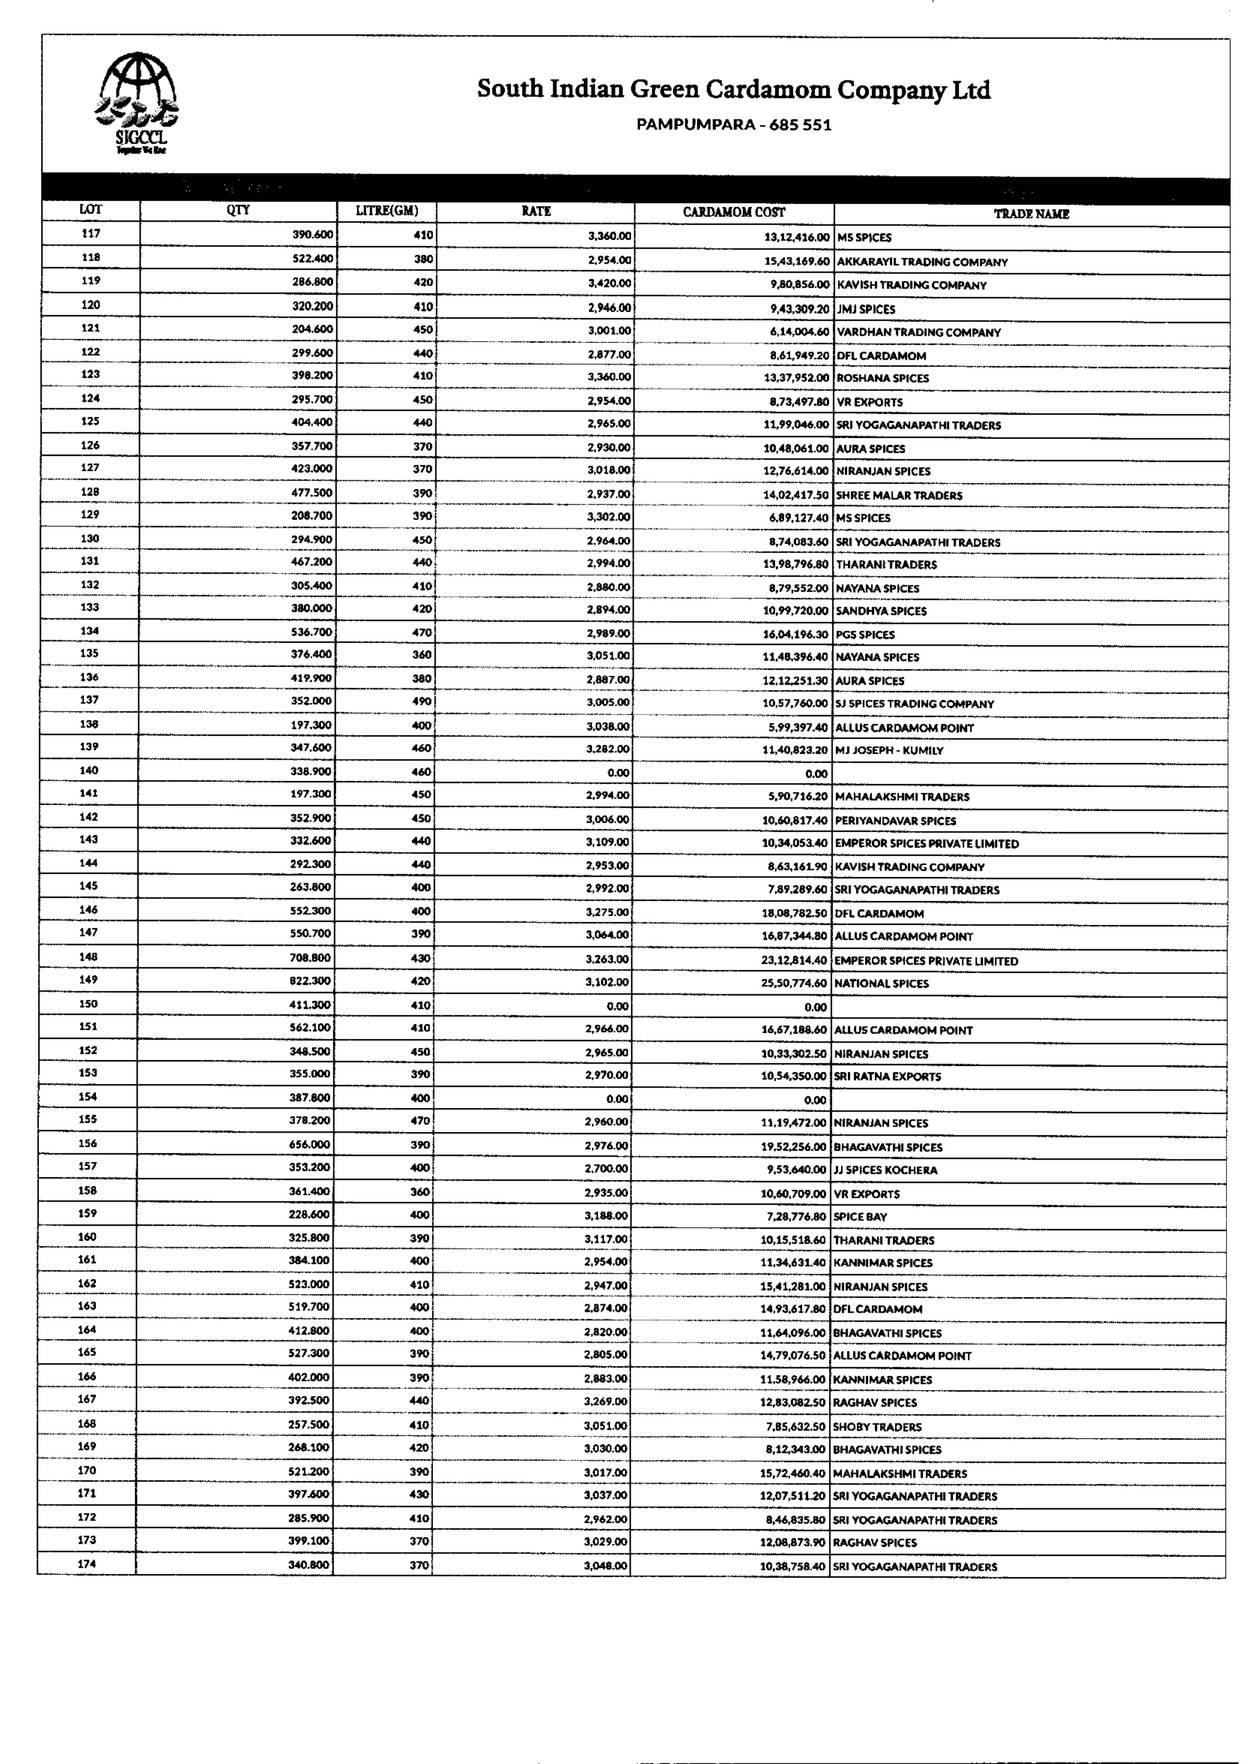 SIGCCL
South Indian Green Cardamom Company Ltd
PAMPUMPARA - 685 551
LOT QTY LITRE(GM) RATE CARDAMOM COST TRADE NAME
117 390.600 410 3,360.00 13,12,416.00 MS SPICES
118 522.400 380 2,954.00 15,43,169.60 AKKARAYIL TRADING COMPANY
119 286.800 420 3,420.00 9,80,856.00 KAVISH TRADING COMPANY
120 320.200 410 2,946.00 9,43,309.20 JMJ SPICES
121 204.600 450 3,001.00 6,14,004.60 VARDHAN TRADING COMPANY
122 299.600 440 2,877.00 8,61,949.20 DFL CARDAMOM
123 398.200 410 3,360.00 13,37,952.00 ROSHANA SPICES
124 295.700 450 2,954.00 8,73,497.80 VR EXPORTS
125 404.400 440 2,965.00 11,99,046.00 SRI YOGAGANAPATHI TRADERS
126 357.700 370 2,930.00 10,48,061.00 AURA SPICES
127 423.000 370 3,018.00 12,76,614.00 NIRANJAN SPICES
128 477.500 390 2,937.00 14,02,417.50 SHREE MALAR TRADERS
129 208.700 390 3,302.00 6,89,127.40 MS SPICES
130 294.900 450 2,964.00 8,74,083.60 SRI YOGAGANAPATHI TRADERS
131 467.200 440 2,994.00 13,98,796.80 THARANI TRADERS
132 305.400 410 2,880.00 8,79,552.00 NAYANA SPICES
133 380.000 420 2,894.00 10,99,720.00 SANDHYA SPICES
134 536.700 470 2,989.00 16,04,196.30 PGS SPICES
135 376.400 360 3,051.00 11,48,396.40 NAYANA SPICES
136 419.900 380 2,887.00 12,12,251.30 AURA SPICES
137 352.000 490 3,005.00 10,57,760.00 SJ SPICES TRADING COMPANY
138 197.300 400 3,038.00 5,99,397.40 ALLUS CARDAMOM POINT
139 347.600 460 3,282.00 11,40,823.20 MJ JOSEPH - KUMILY
140 338.900 460 0.00 0.00
141 197.300 450 2,994.00 5,90,716.20 MAHALAKSHMI TRADERS
142 352.900 450 3,006.00 10,60,817.40 PERIYANDAVAR SPICES
143 332.600 440 3,109.00 10,34,053.40 EMPEROR SPICES PRIVATE LIMITED
144 292.300 440 2,953.00 8,63,161.90 KAVISH TRADING COMPANY
145 263.800 400 2,992.00 7,89,289.60 SRI YOGAGANAPATHI TRADERS
146 552.300 400 3,275.00 18,08,782.50 DFL CARDAMOM
147 550.700 390 3,064.00 16,87,344.80 ALLUS CARDAMOM POINT
148 708.800 430 3,263.00 23,12,814.40 EMPEROR SPICES PRIVATE LIMITED
149 822.300 420 3,102.00 25,50,774.60 NATIONAL SPICES
150 411.300 410 0.00 0.00
151 562.100 410 2,966.00 16,67,188.60 ALLUS CARDAMOM POINT
152 348.500 450 2,965.00 10,33,302.50 NIRANJAN SPICES
153 355.000 390 2,970.00 10,54,350.00 SRI RATNA EXPORTS
154 387.800 400 0.00 0.00
155 378.200 470 2,960.00 11,19,472.00 NIRANJAN SPICES
156 656.000 390 2,976.00 19,52,256.00 BHAGAVATHI SPICES
157 353.200 400 2,700.00 9,53,640.00 JJ SPICES KOCHERA
158 361.400 360 2,935.00 10,60,709.00 VR EXPORTS
159 228.600 400 3,188.00 7,28,776.80 SPICE BAY
160 325.800 390 3,117.00 10,15,518.60 THARANI TRADERS
161 384.100 400 2,954.00 11,34,631.40 KANNIMAR SPICES
162 523.000 410 2,947.00 15,41,281.00 NIRANJAN SPICES
163 519.700 400 2,874.00 14,93,617.80 DFL CARDAMOM
164 412.800 400 2,820.00 11,64,096.00 BHAGAVATHI SPICES
165 527.300 390 2,805.00 14,79,076.50 ALLUS CARDAMOM POINT
166 402.000 390 2,883.00 11,58,966.00 KANNIMAR SPICES
167 392.500 440 3,269.00 12,83,082.50 RAGHAV SPICES
168 257.500 410 3,051.00 7,85,632.50 SHOBY TRADERS
169 268.100 420 3,030.00 8,12,343.00 BHAGAVATHI SPICES
170 521.200 390 3,017.00 15,72,460.40 MAHALAKSHMI TRADERS
171 397.600 430 3,037.00 12,07,511.20 SRI YOGAGANAPATHI TRADERS
172 285.900 410 2,962.00 8,46,835.80 SRI YOGAGANAPATHI TRADERS
173 399.100 370 3,029.00 12,08,873.90 RAGHAV SPICES
174 340.800 370 3,048.00 10,38,758.40 SRI YOGAGANAPATHI TRADERS